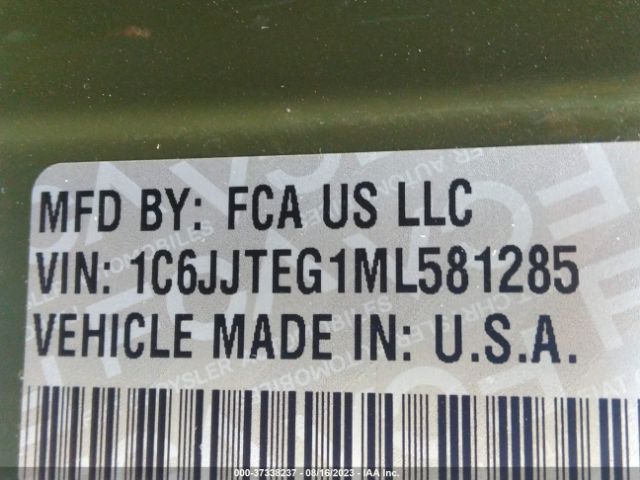 MFD BY: FCA US LLC
VIN: 1C6JJTEG1ML581285
VEHICLE MADE IN: U.S.A.
000-37338237 - 08/16/2023 - IAA Inc.